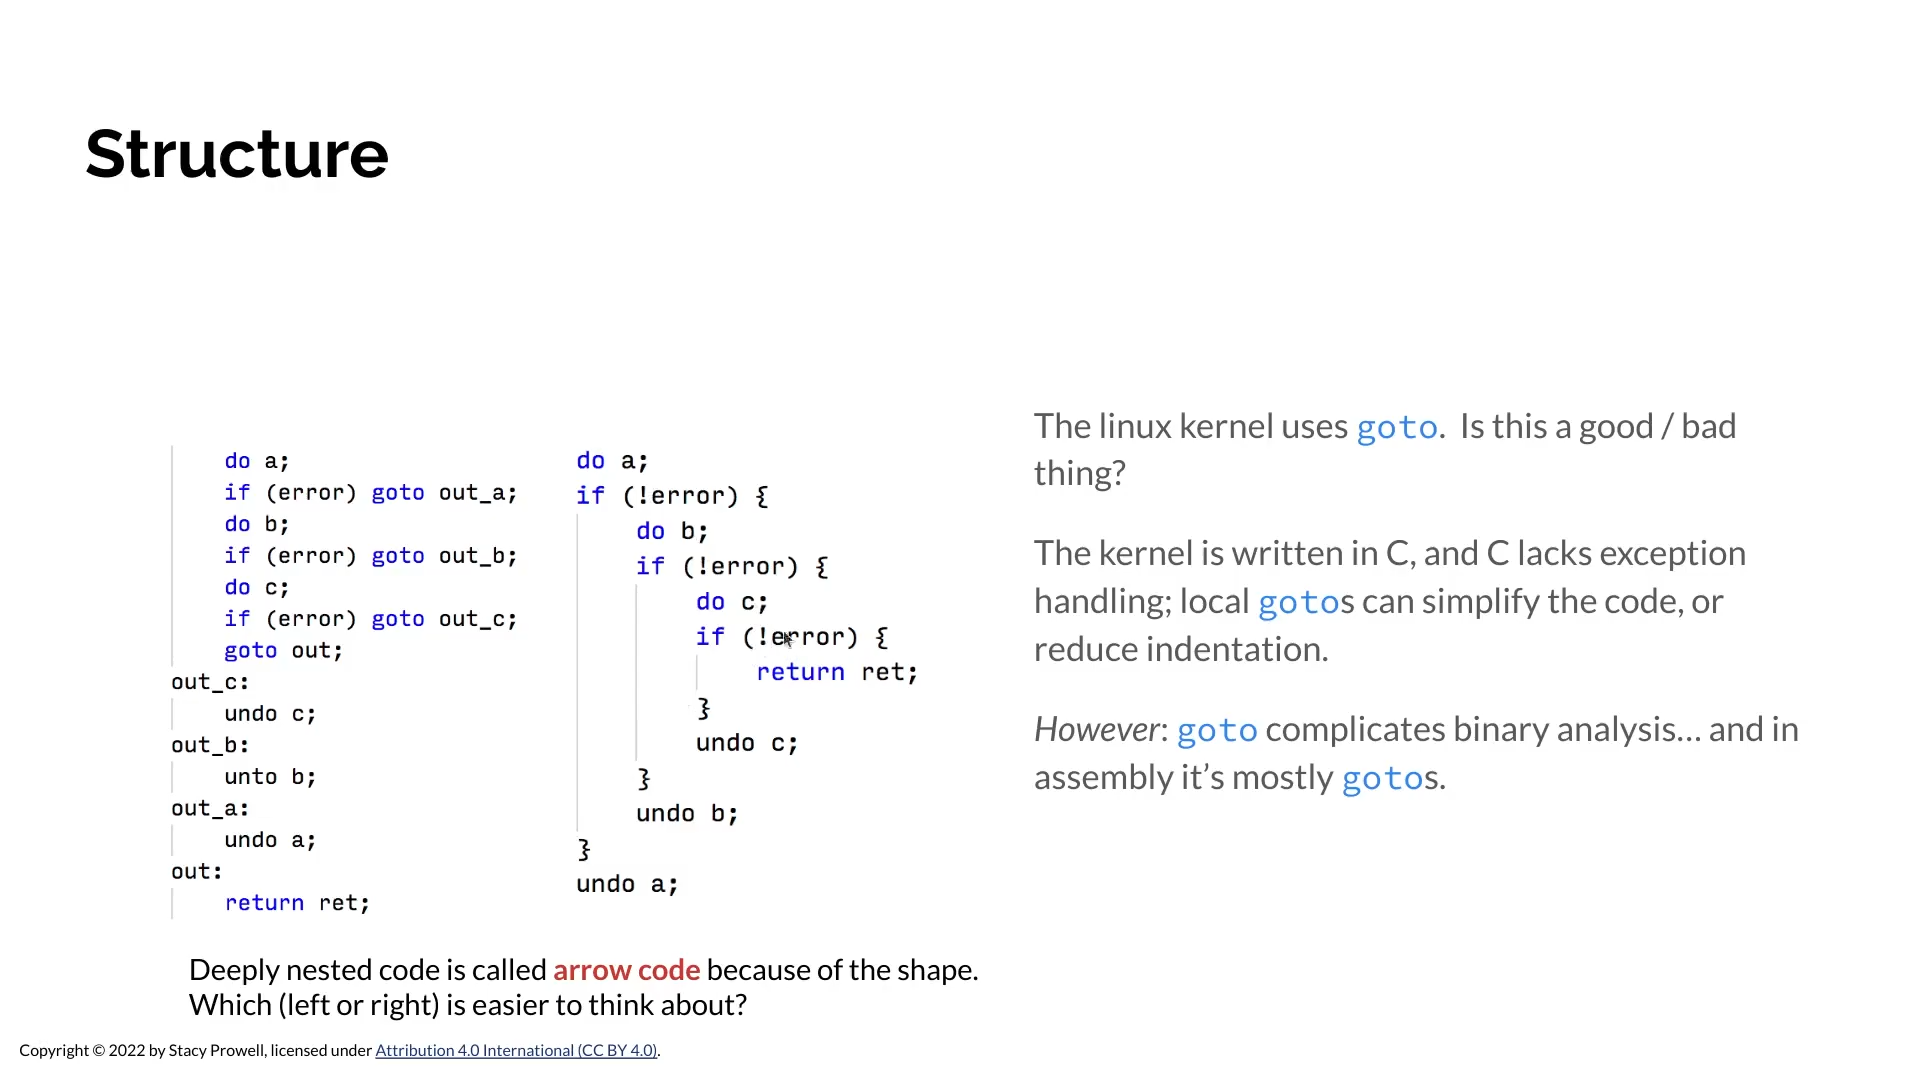 Structure
do a;
if (error) goto out_a;
do b;
if (error) goto out_b;
do c;
if (error) goto out_c;
goto out;
out_c:
undo c;
out_b:
unto b;
out_a:
undo a;
out:
return ret;
do a;
if (!error) {
do b;
if (!error) {
do c;
if (!error) {
return ret;
}
undo c;
}
undo b;
}
undo a;
Deeply nested code is called arrow code because of the shape.
Which (left or right) is easier to think about?
The linux kernel uses goto. Is this a good / bad
thing?
The kernel is written in C, and C lacks exception
handling; local gotos can simplify the code, or
reduce indentation.
However: goto complicates binary analysis… and in
assembly it’s mostly gotos.
Copyright © 2022 by Stacy Prowell, licensed under Attribution 4.0 International (CC BY 4.0).